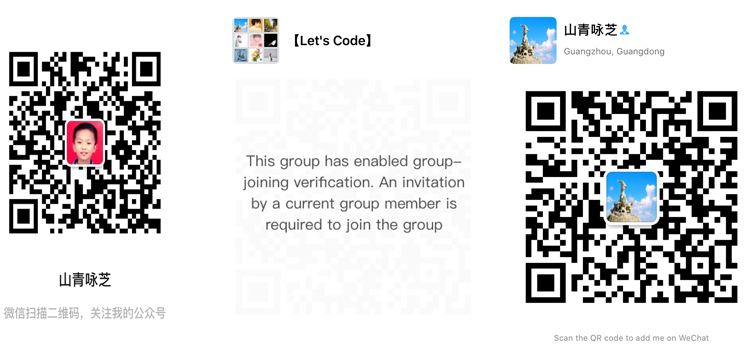 山青咏芝
微信扫描二维码，关注我的公众号
【Let's Code】
This group has enabled group-
joining verification. An invitation
by a current group member is
required to join the group
山青咏芝
Guangzhou, Guangdong
Scan the QR code to add me on WeChat